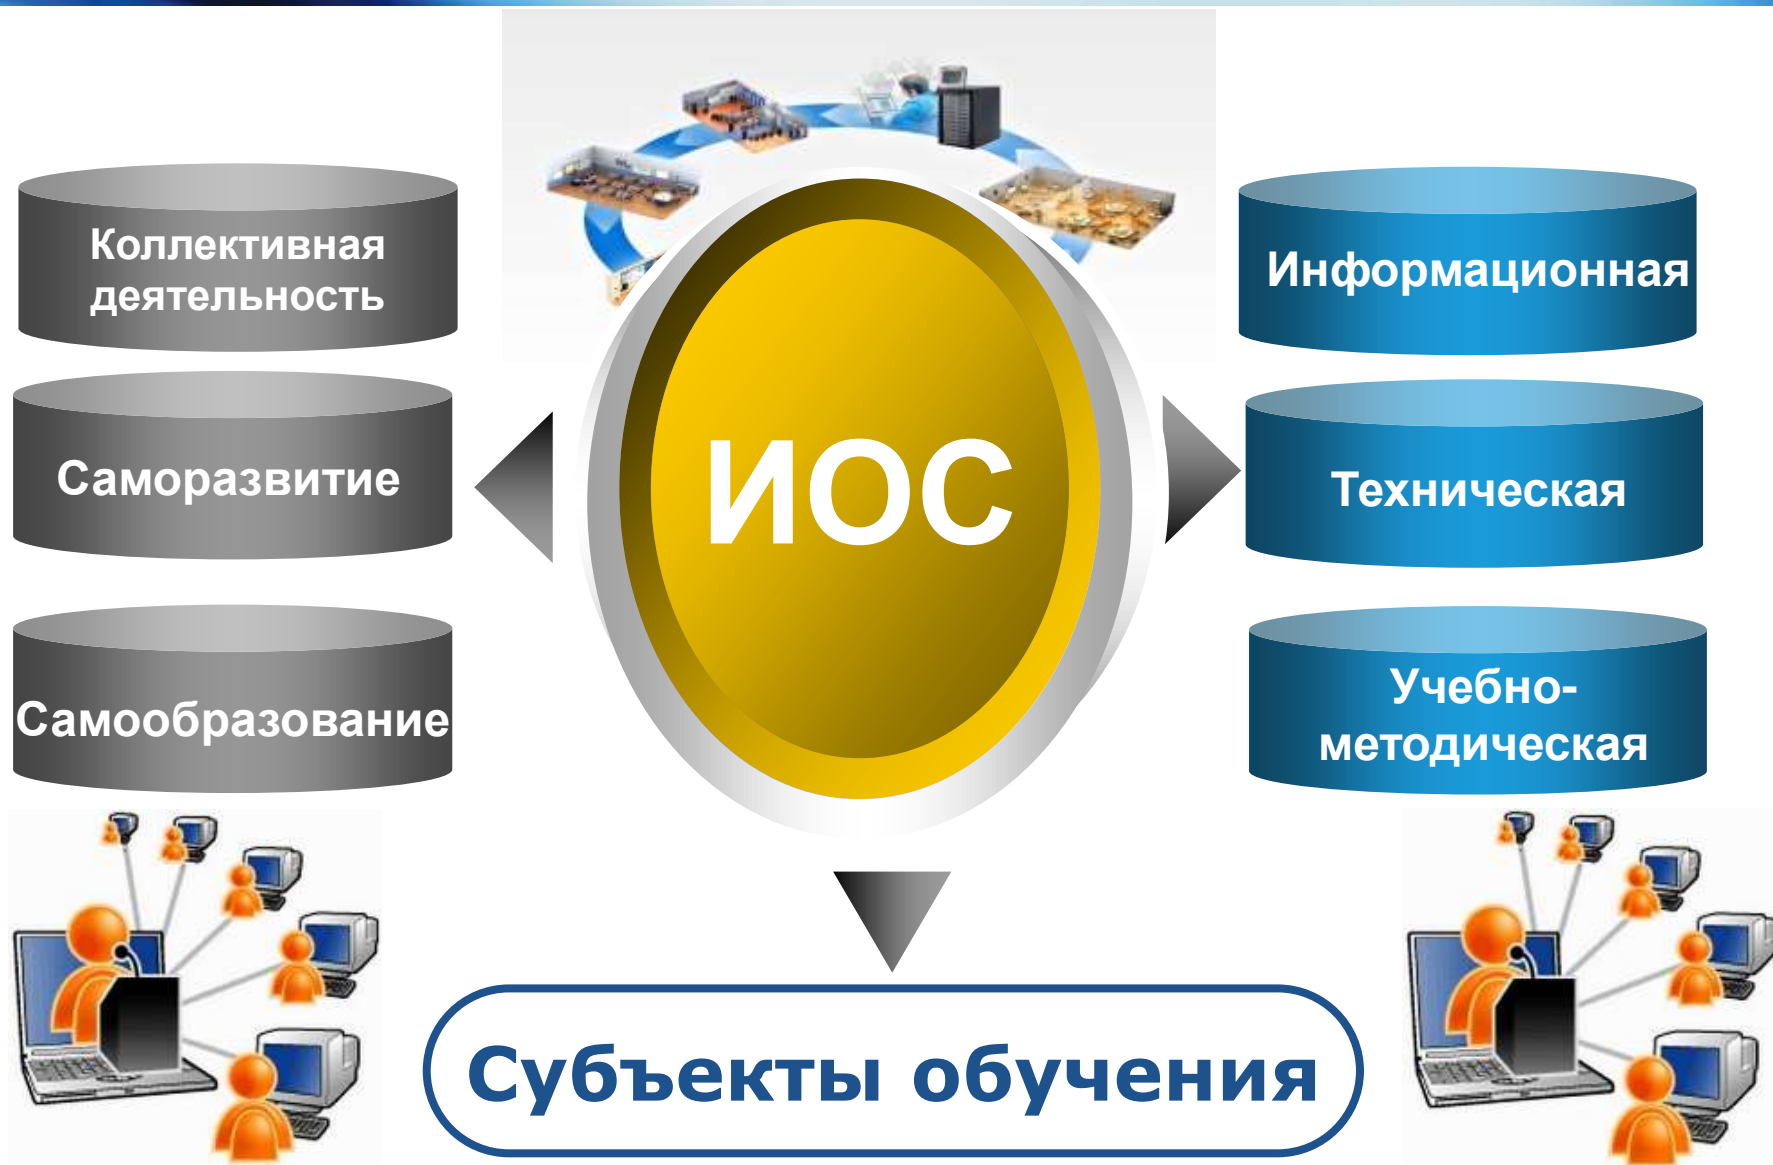 Коллективная
деятельность
Саморазвитие
Самообразование
ИОС
Информационная
Техническая
Учебно-
методическая
Субъекты обучения